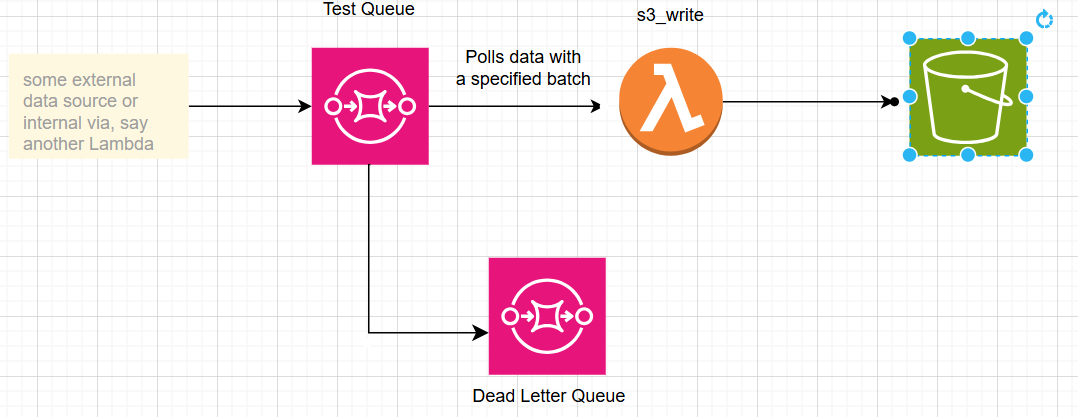 Test Queue
s3_write
some external
data source or
internal via, say
another Lambda
Polls data with
a specified batch
Dead Letter Queue